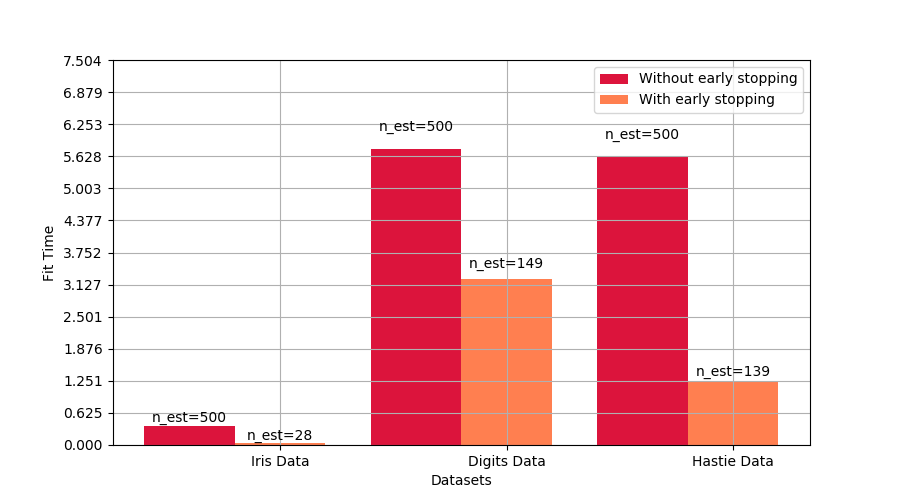 7.504
6.879
6.253
5.628
5.003
4.377
3.752
3.127
2.501
1.876
1.251
0.625
0.000
Fit Time
Without early stopping
With early stopping
n_est=500
n_est=500
n_est=149
n_est=139
n_est=500
n_est=28
Iris Data
Digits Data
Hastie Data
Datasets